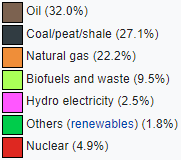 Oil (32.0%)
Coal/peat/shale (27.1%)
Natural gas (22.2%)
Biofuels and waste (9.5%)
Hydro electricity (2.5%)
Others (renewables) (1.8%)
Nuclear (4.9%)